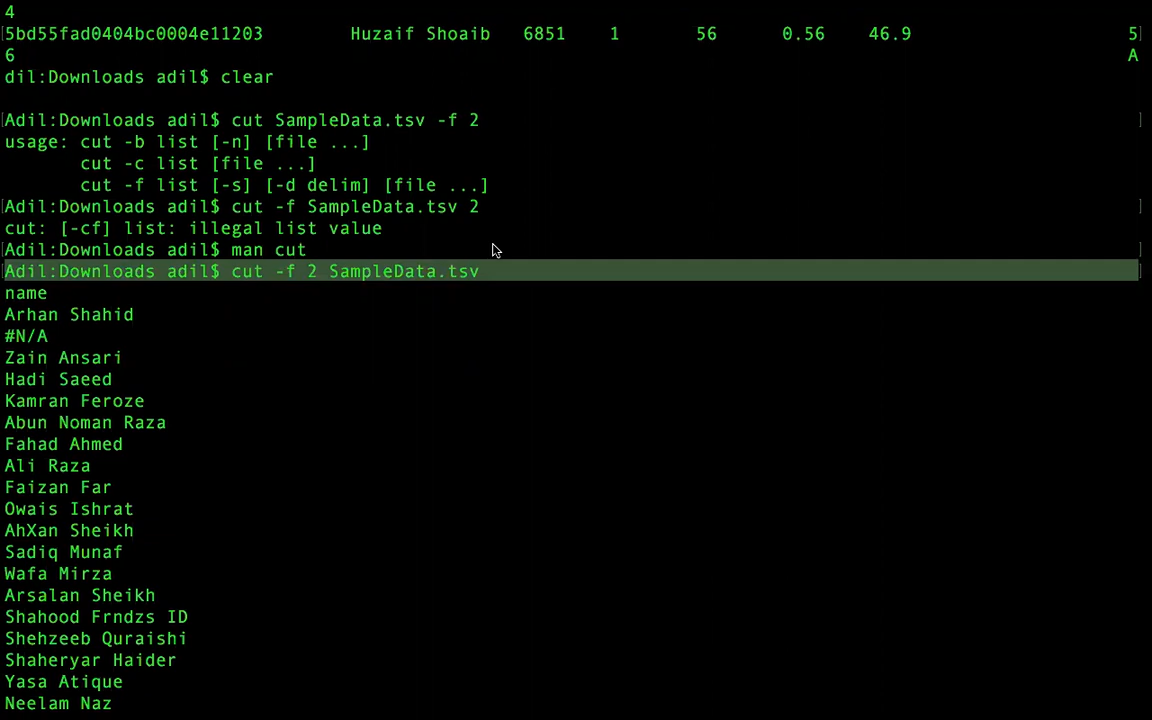 4
5bd55fad0404bc0004e11203 Huzaif Shoaib 6851 1 56 0.56 46.9 5
6 A
dil:Downloads adil$ clear
Adil:Downloads adil$ cut SampleData.tsv -f 2
usage: cut -b list [-n] [file ...]
cut -c list [file ...]
cut -f list [-s] [-d delim] [file ...]
Adil:Downloads adil$ cut -f SampleData.tsv 2
cut: [-cf] list: illegal list value
Adil:Downloads adil$ man cut
Adil:Downloads adil$ cut -f 2 SampleData.tsv
name
Arhan Shahid
#N/A
Zain Ansari
Hadi Saeed
Kamran Feroze
Abun Noman Raza
Fahad Ahmed
Ali Raza
Faizan Far
Owais Ishrat
AhXan Sheikh
Sadiq Munaf
Wafa Mirza
Arsalan Sheikh
Shahood Frndzs ID
Shehzeeb Quraishi
Shaheryar Haider
Yasa Atique
Neelam Naz